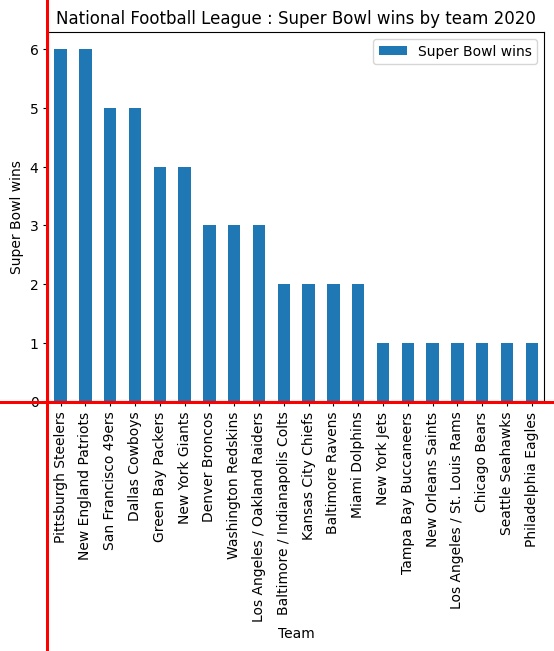 National Football League : Super Bowl wins by team 2020
Super Bowl wins
Super Bowl wins
6
5
4
3
2
1
0
Pittsburgh Steelers
New England Patriots
San Francisco 49ers
Dallas Cowboys
Green Bay Packers
New York Giants
Denver Broncos
Washington Redskins
Los Angeles / Oakland Raiders
Baltimore / Indianapolis Colts
Kansas City Chiefs
Baltimore Ravens
Miami Dolphins
New York Jets
Tampa Bay Buccaneers
New Orleans Saints
Los Angeles / St. Louis Rams
Chicago Bears
Seattle Seahawks
Philadelphia Eagles
Team